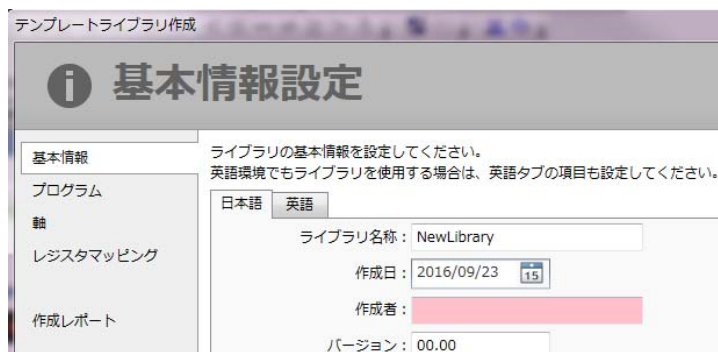 テンプレートライブラリ作成
基本情報設定
基本情報
プログラム
軸
レジスタマッピング
作成レポート
ライブラリの基本情報を設定してください。
英語環境でもライブラリを使用する場合は、英語タブの項目も設定してください。
日本語 英語
ライブラリ名称： NewLibrary
作成日： 2016/09/23 15
作成者：
バージョン： 00.00